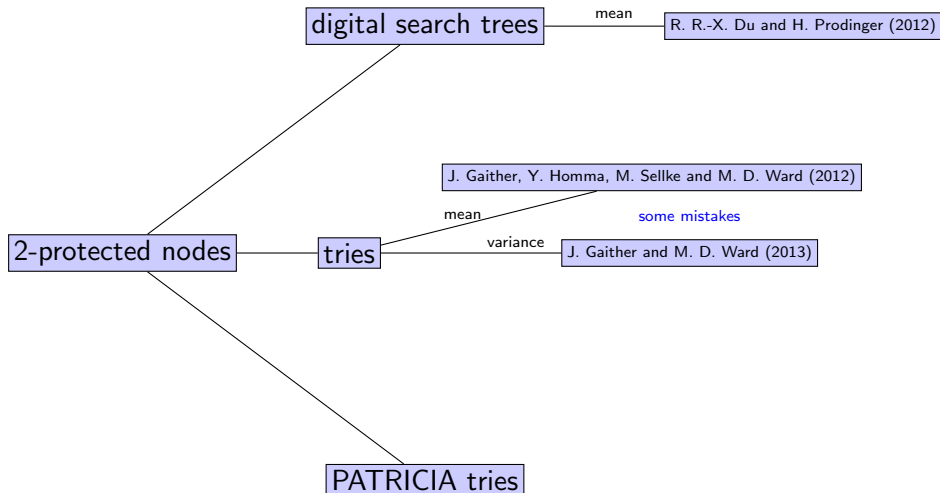 digital search trees
mean
R. R.-X. Du and H. Prodinger (2012)
J. Gaither, Y. Homma, M. Sellke and M. D. Ward (2012)
mean
some mistakes
2-protected nodes
tries
variance
J. Gaither and M. D. Ward (2013)
PATRICIA tries